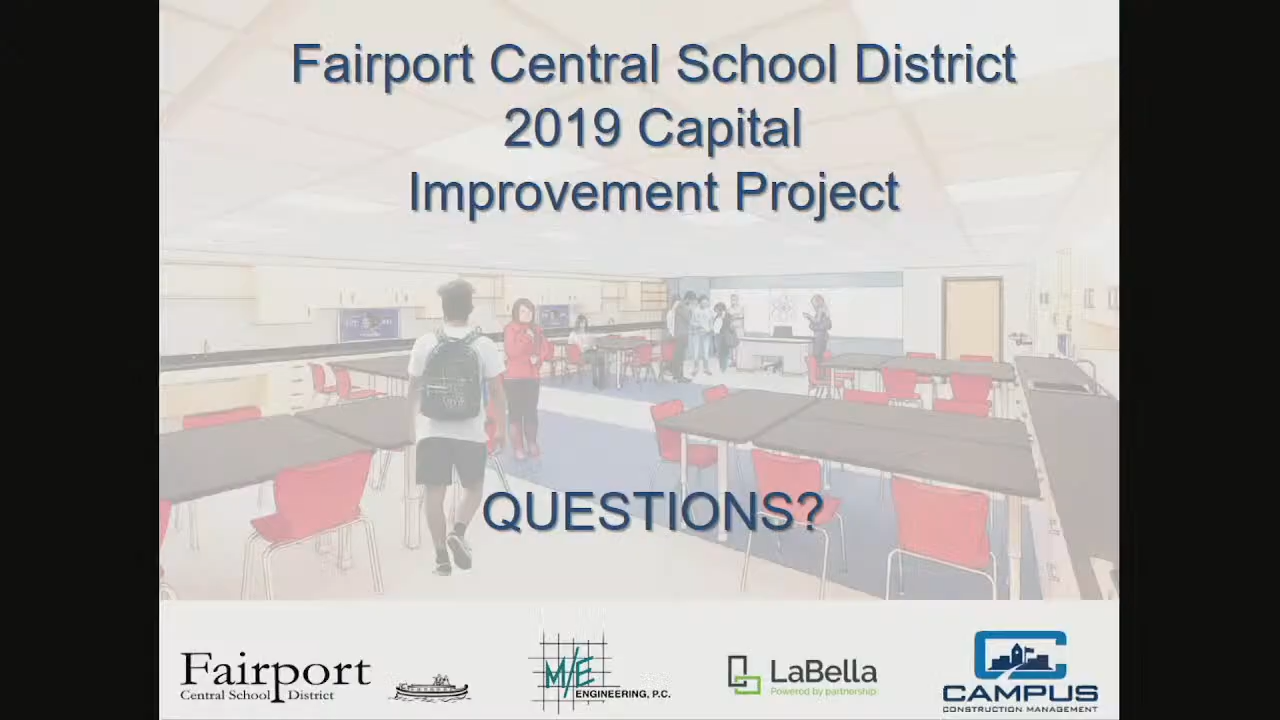 Fairport Central School District
2019 Capital
Improvement Project
QUESTIONS?
Fairport
Central School District
M/E
ENGINEERING, P.C.
LaBella
Powered by partnership
CAMPUS
CONSTRUCTION MANAGEMENT